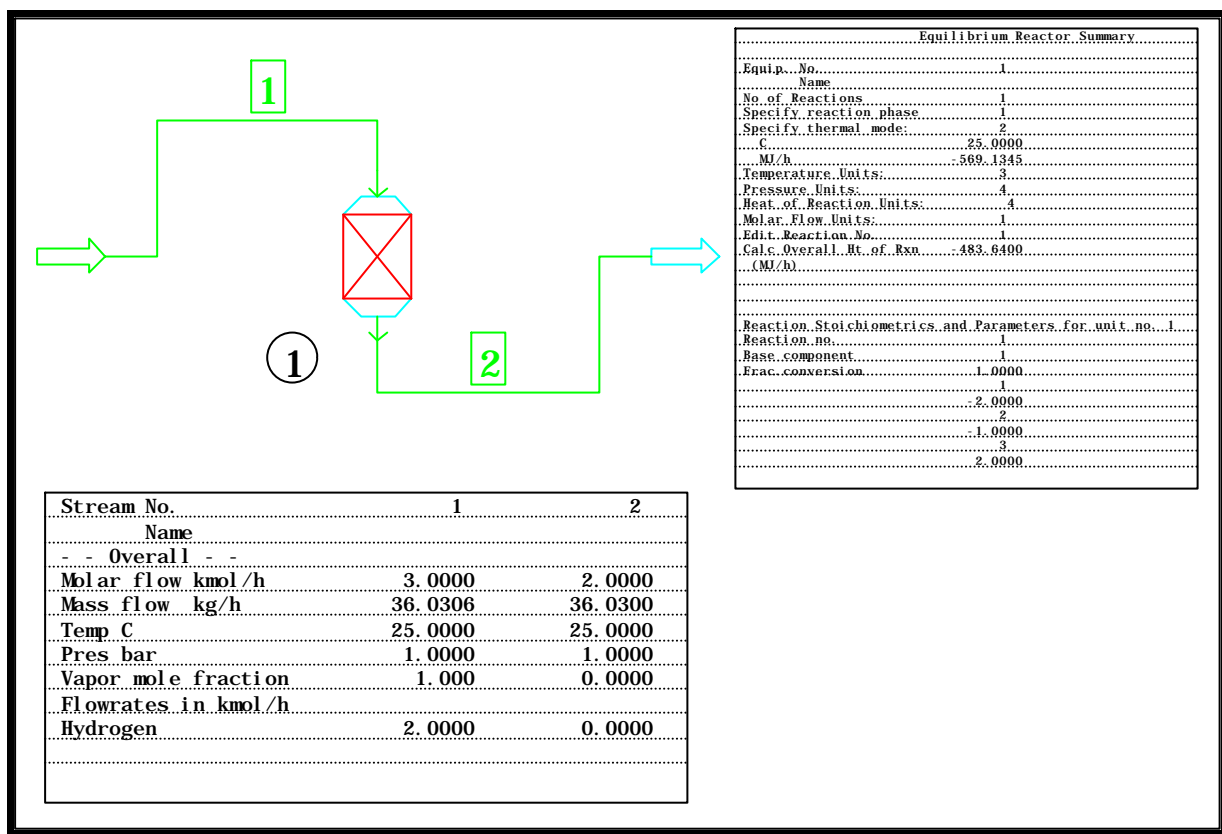 1
1
2
Equilibrium Reactor Summary
Equip. No. 1
Name
No of Reactions 1
Specify reaction phase 1
Specify thermal mode: 2
C 25.0000
MJ/h -569.1345
Temperature Units: 3
Pressure Units: 4
Heat of Reaction Units: 4
Molar Flow Units: 1
Edit Reaction No. 1
Calc Overall Ht of Rxn -483.6400
(MJ/h)
Reaction Stoichiometrics and Parameters for unit no. 1
Reaction no. 1
Base component 1
Frac.conversion 1.0000
1
-2.0000
2
-1.0000
3
2.0000
Stream No. 1 2
Name
- - Overall - -
Molar flow kmol/h 3.0000 2.0000
Mass flow kg/h 36.0306 36.0300
Temp C 25.0000 25.0000
Pres bar 1.0000 1.0000
Vapor mole fraction 1.000 0.0000
Flowrates in kmol/h
Hydrogen 2.0000 0.0000